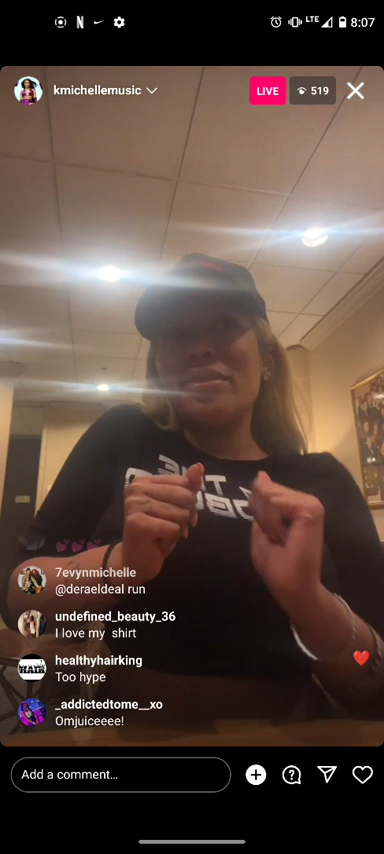 LTE 8:07
kmichellemusic LIVE 519
7evynmichelle
@deraeldeal run
undefined_beauty_36
I love my shirt
healthyhairking
Too hype
_addictedtome__xo
Omjuiceeee!
Add a comment...